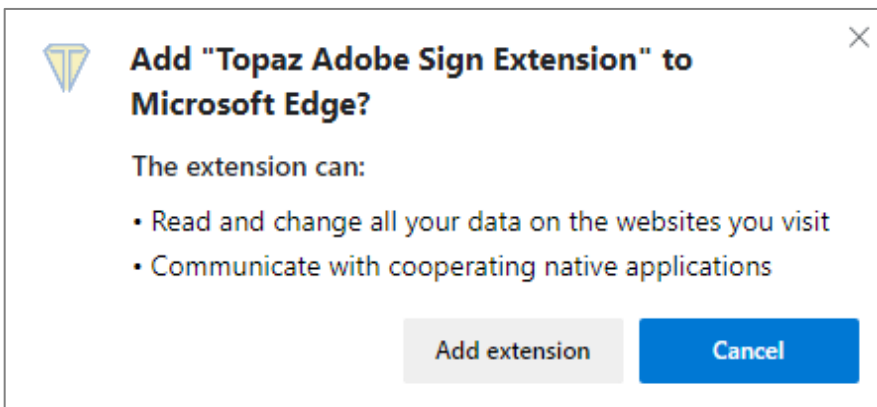 Add "Topaz Adobe Sign Extension" to
Microsoft Edge?
The extension can:
• Read and change all your data on the websites you visit
• Communicate with cooperating native applications
Add extension
Cancel